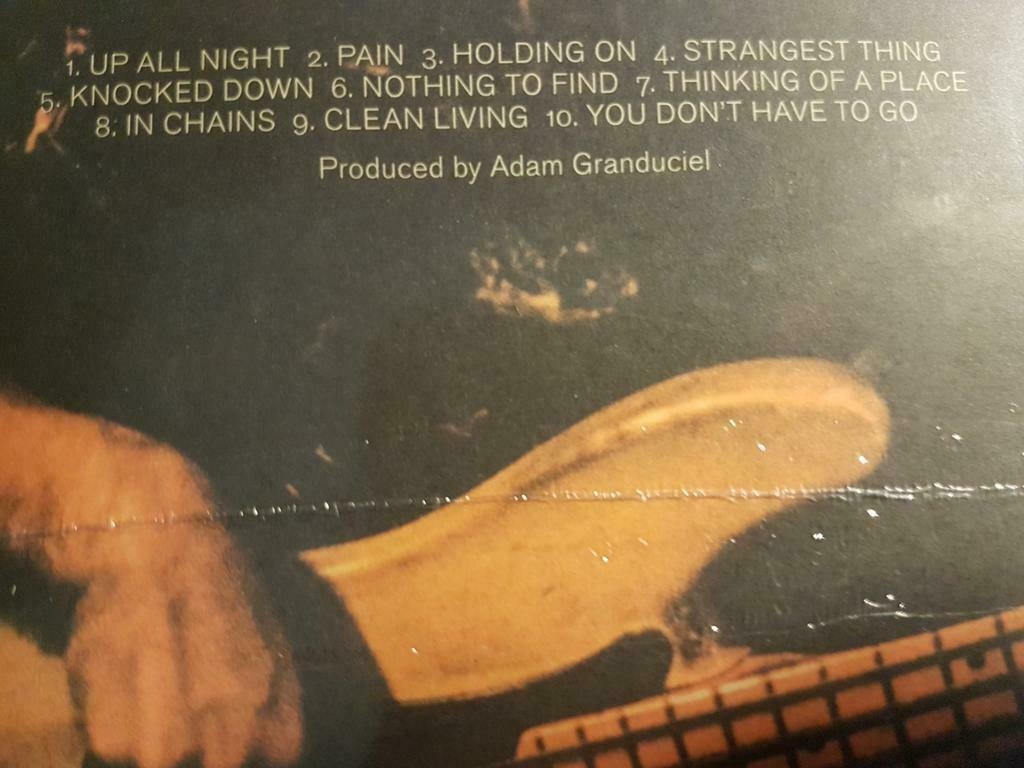 1. UP ALL NIGHT 2. PAIN 3. HOLDING ON 4. STRANGEST THING
5. KNOCKED DOWN 6. NOTHING TO FIND 7. THINKING OF A PLACE
8. IN CHAINS 9. CLEAN LIVING 10. YOU DON'T HAVE TO GO
Produced by Adam Granduciel